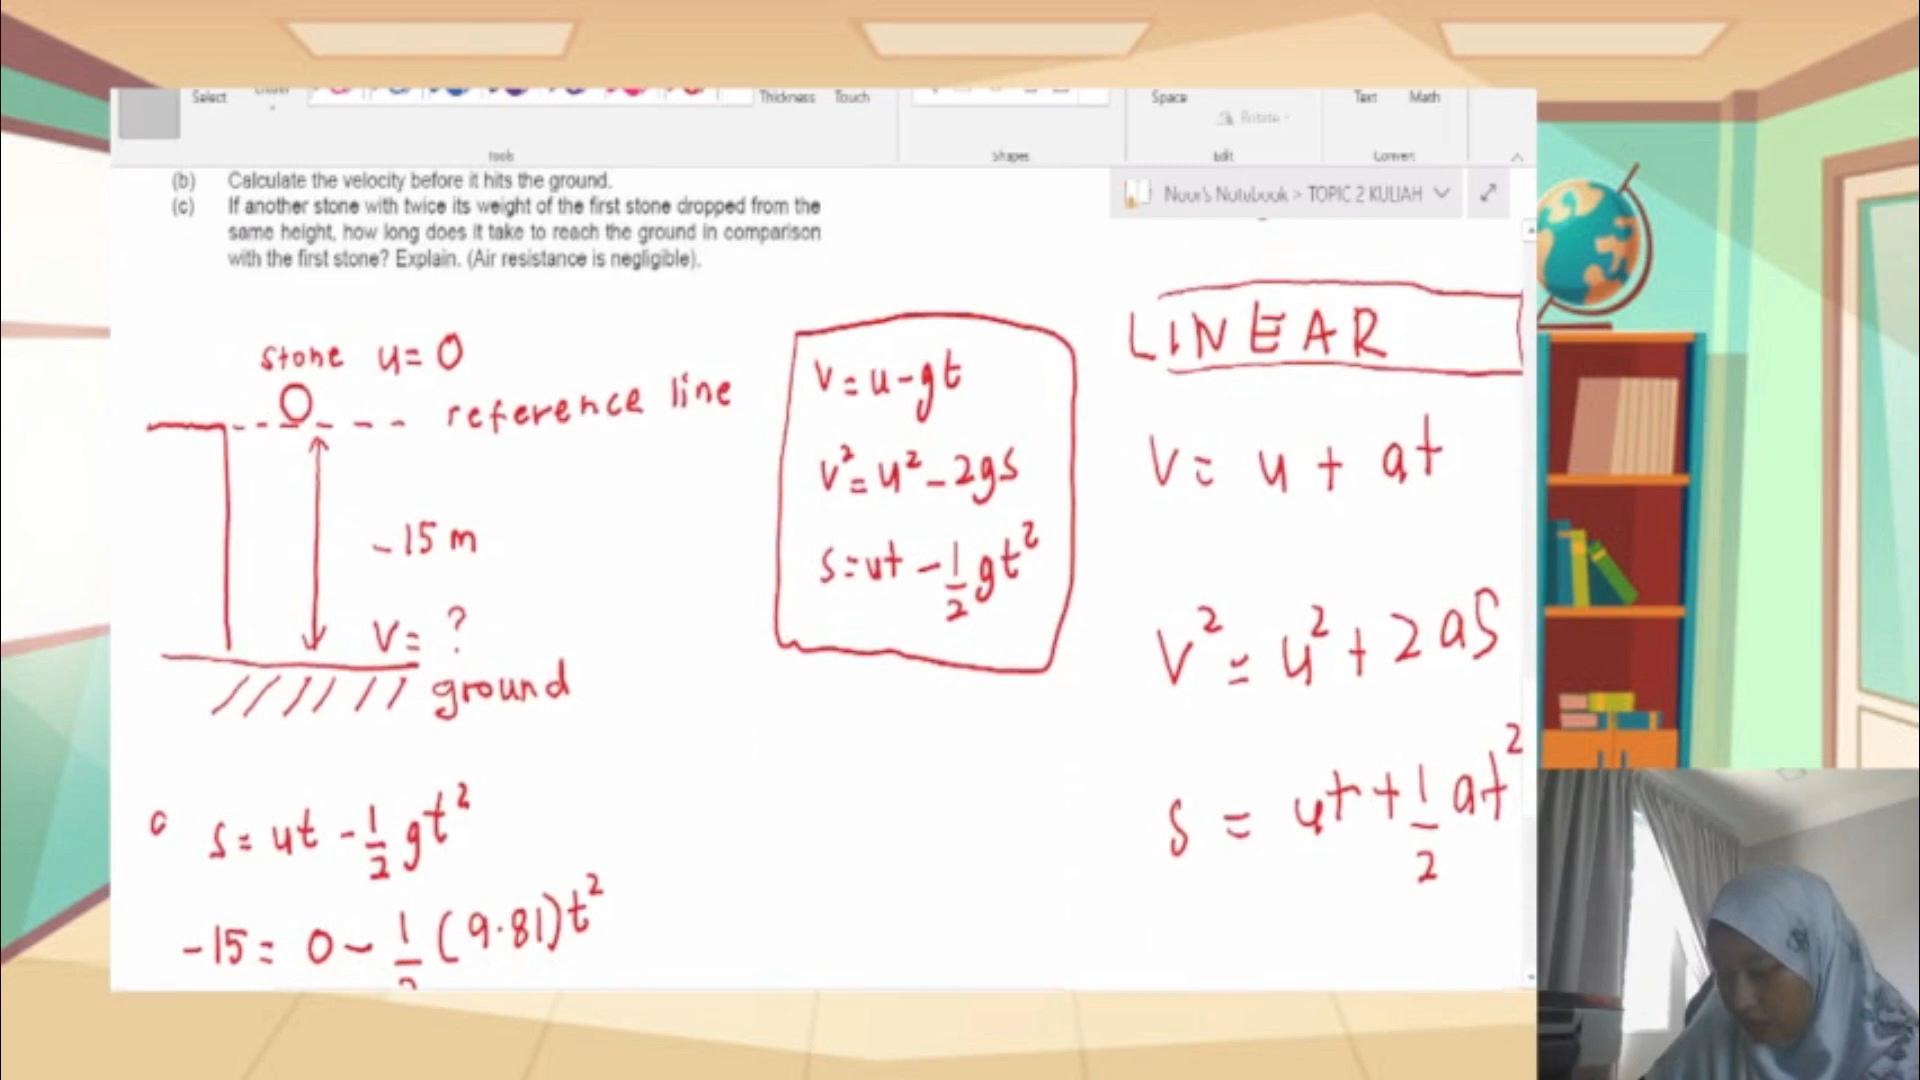 Select
Thickness Touch
Space
Text Math
Rotate
Tools
Shapes
Edit
Convert
(b) Calculate the velocity before it hits the ground.
(c) If another stone with twice its weight of the first stone dropped from the
same height, how long does it take to reach the ground in comparison
with the first stone? Explain. (Air resistance is negligible).
Noor's Notebook > TOPIC 2 KULIAH
stone u=0
reference line
-15 m
V= ?
ground
v=u-gt
v²=u²-2gs
s=ut-½gt²
LINEAR
V= u + at
V²=u²+2as
s = ut+½at²
s=ut-½gt²
-15= 0-½(9.81)t²